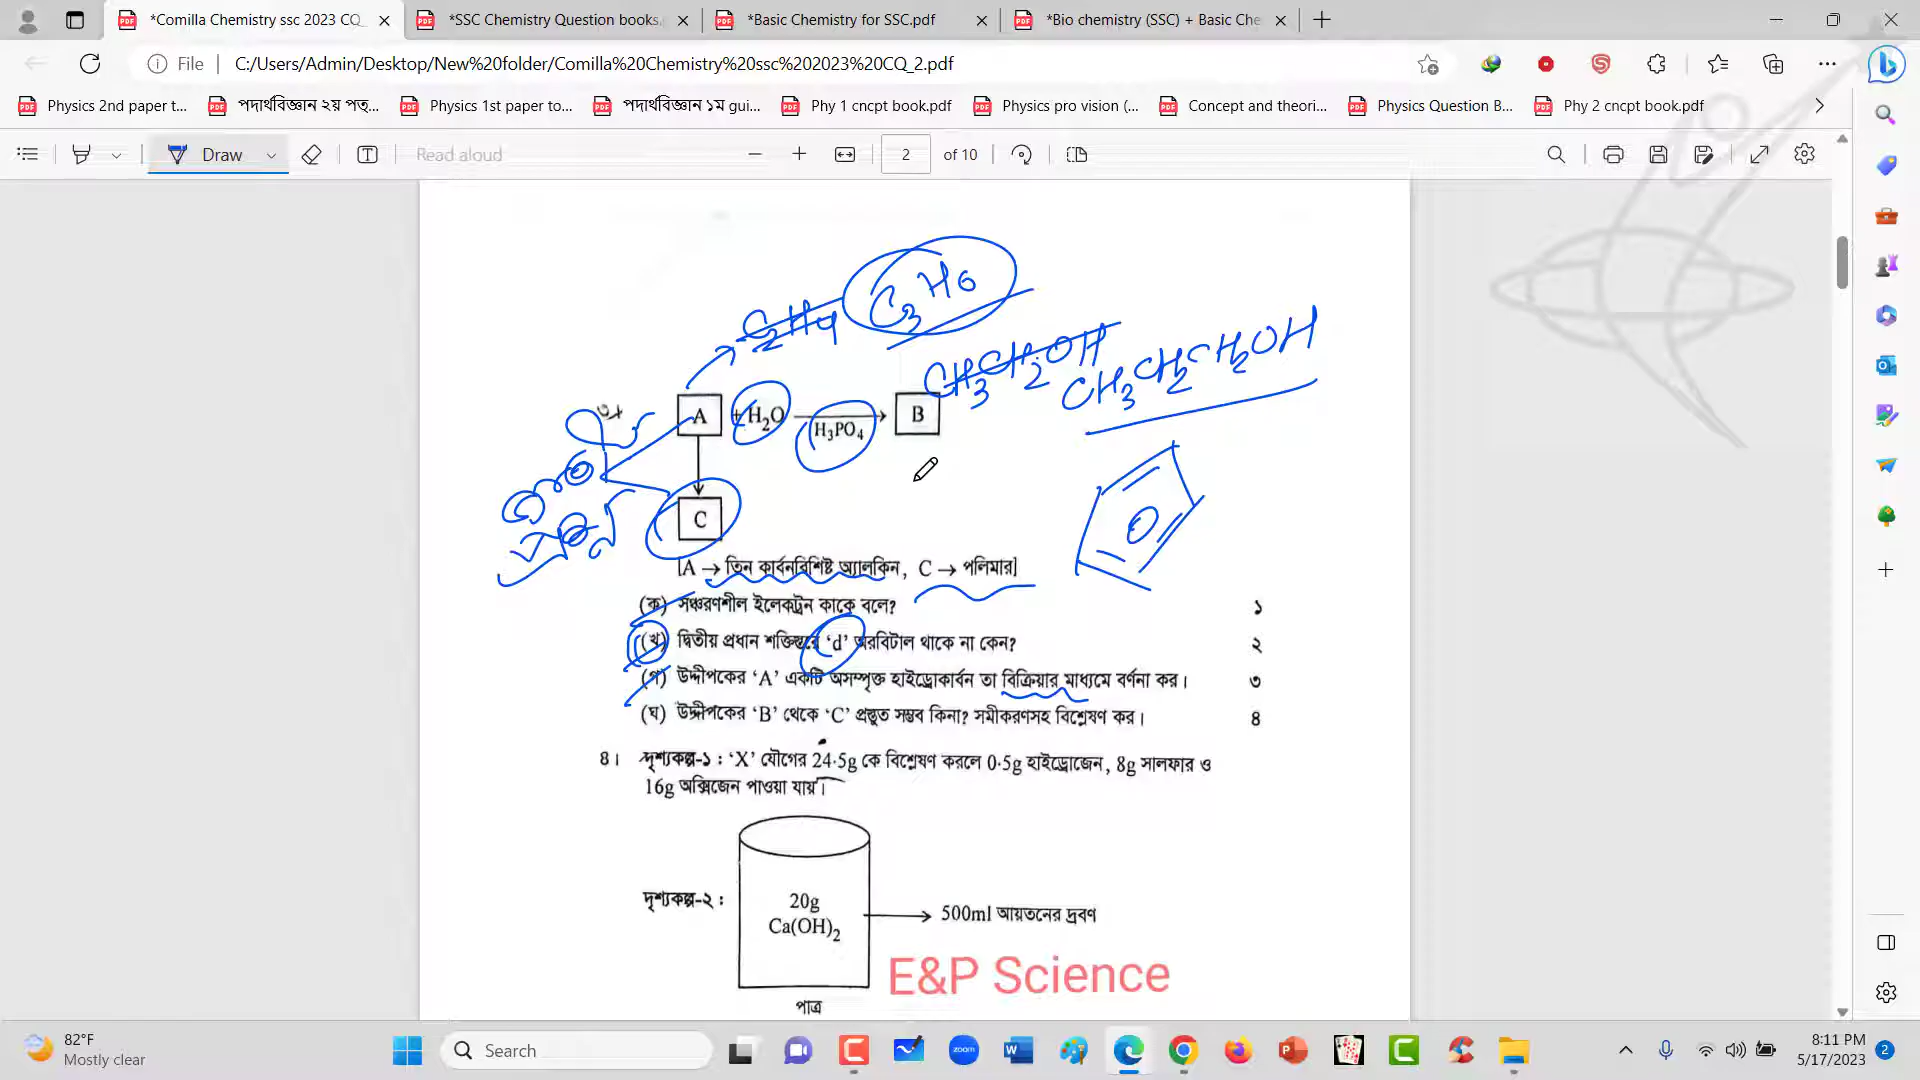 *Comilla Chemistry ssc 2023 CQ_
*SSC Chemistry Question books.
*Basic Chemistry for SSC.pdf
*Bio chemistry (SSC) + Basic Che
File
C:/Users/Admin/Desktop/New%20folder/Comilla%20Chemistry%20ssc%202023%20CQ_2.pdf
Physics 2nd paper t...
পদার্থবিজ্ঞান ২য় পত্...
Physics 1st paper to...
পদার্থবিজ্ঞান ১ম gui...
Phy 1 cncpt book.pdf
Physics pro vision (...
Concept and theori...
Physics Question B...
Phy 2 cncpt book.pdf
Draw
Read aloud
2
of 10
C2H4 C3H6
CH3CH2OH CH3CH2CH2OH
A +H2O H3PO4 B
C
[A → তিন কার্বনবিশিষ্ট অ্যালকিন, C → পলিমার]
(ক) সঞ্চরণশীল ইলেকট্রন কাকে বলে? ১
(খ) দ্বিতীয় প্রধান শক্তিস্তরে 'd' অরবিটাল থাকে না কেন? ২
(গ) উদ্দীপকের 'A' একটি অসম্পৃক্ত হাইড্রোকার্বন তা বিক্রিয়ার মাধ্যমে বর্ণনা কর। ৩
(ঘ) উদ্দীপকের 'B' থেকে 'C' প্রস্তুত সম্ভব কিনা? সমীকরণসহ বিশ্লেষণ কর। ৪
৪। দৃশ্যকল্প-১ : 'X' যৌগের 24·5g কে বিশ্লেষণ করলে 0·5g হাইড্রোজেন, 8g সালফার ও
16g অক্সিজেন পাওয়া যায়।
দৃশ্যকল্প-২ :
20g
Ca(OH)2
500ml আয়তনের দ্রবণ
পাত্র
E&P Science
82°F
Mostly clear
Search
zoom
8:11 PM
5/17/2023
2